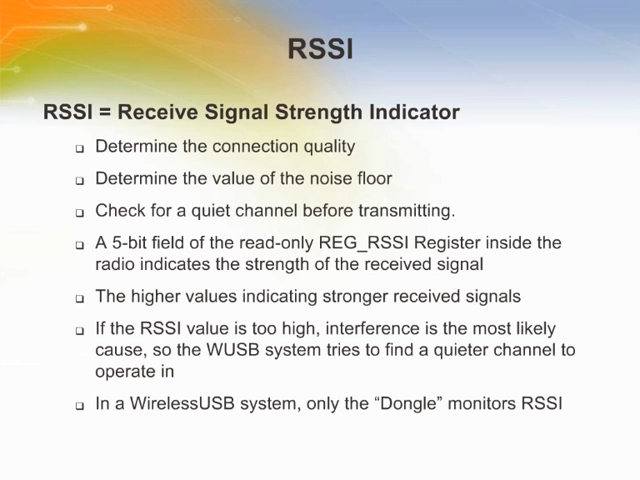 RSSI
RSSI = Receive Signal Strength Indicator
❑ Determine the connection quality
❑ Determine the value of the noise floor
❑ Check for a quiet channel before transmitting.
❑ A 5-bit field of the read-only REG_RSSI Register inside the
radio indicates the strength of the received signal
❑ The higher values indicating stronger received signals
❑ If the RSSI value is too high, interference is the most likely
cause, so the WUSB system tries to find a quieter channel to
operate in
❑ In a WirelessUSB system, only the “Dongle” monitors RSSI